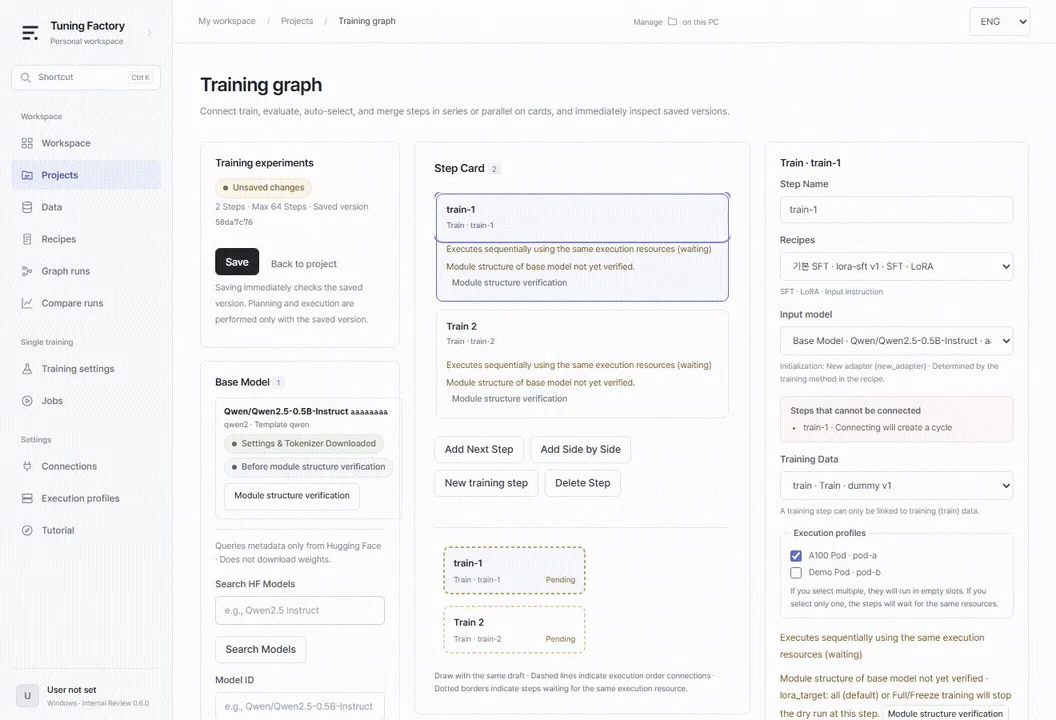 Tuning Factory
Personal workspace
Shortcut
Ctrl K
Workspace
Workspace
Projects
Data
Recipes
Graph runs
Compare runs
Single training
Training settings
Jobs
Settings
Connections
Execution profiles
Tutorial
U
User not set
Windows · Internal Review 0.6.0
My workspace / Projects / Training graph
Manage on this PC
ENG
Training graph
Connect train, evaluate, auto-select, and merge steps in series or parallel on cards, and immediately inspect saved versions.
Training experiments
Unsaved changes
2 Steps · Max 64 Steps · Saved version
50da7c76
Save
Back to project
Saving immediately checks the saved
version. Planning and execution are
performed only with the saved version.
Base Model 1
Qwen/Qwen2.5-0.5B-Instruct aaaaaaaa
qwen2 · Template qwen
Settings & Tokenizer Downloaded
Before module structure verification
Module structure verification
Queries metadata only from Hugging Face
· Does not download weights.
Search HF Models
e.g., Qwen2.5 Instruct
Search Models
Model ID
e.g., Qwen/Qwen2.5-0.5B-Instruct
Step Card 2
train-1
Train · train-1
Executes sequentially using the same execution resources (waiting)
Module structure of base model not yet verified.
Module structure verification
Train 2
Train · train-2
Executes sequentially using the same execution resources (waiting)
Module structure of base model not yet verified.
Module structure verification
Add Next Step
Add Side by Side
New training step
Delete Step
train-1
Train · train-1 Pending
Train 2
Train · train-2 Pending
Draw with the same draft · Dashed lines indicate execution order connections ·
Dotted borders indicate steps waiting for the same execution resource.
Train · train-1
Step Name
train-1
Recipes
기본 SFT · lora-sft v1 · SFT · LoRA
SFT · LoRA · Input instruction
Input model
Base Model · Qwen/Qwen2.5-0.5B-Instruct · a
Initialization: New adapter (new_adapter) · Determined by the
training method in the recipe.
Steps that cannot be connected
• train-1 · Connecting will create a cycle
Training Data
train · Train · dummy v1
A training step can only be linked to training (train) data.
Execution profiles
A100 Pod · pod-a
Demo Pod · pod-b
If you select multiple, they will run in empty slots. If you
select only one, the steps will wait for the same resources.
Executes sequentially using the same execution
resources (waiting)
Module structure of base model not yet verified ·
lora_target: all (default) or Full/Freeze training will stop
the dry run at this step. Module structure verification